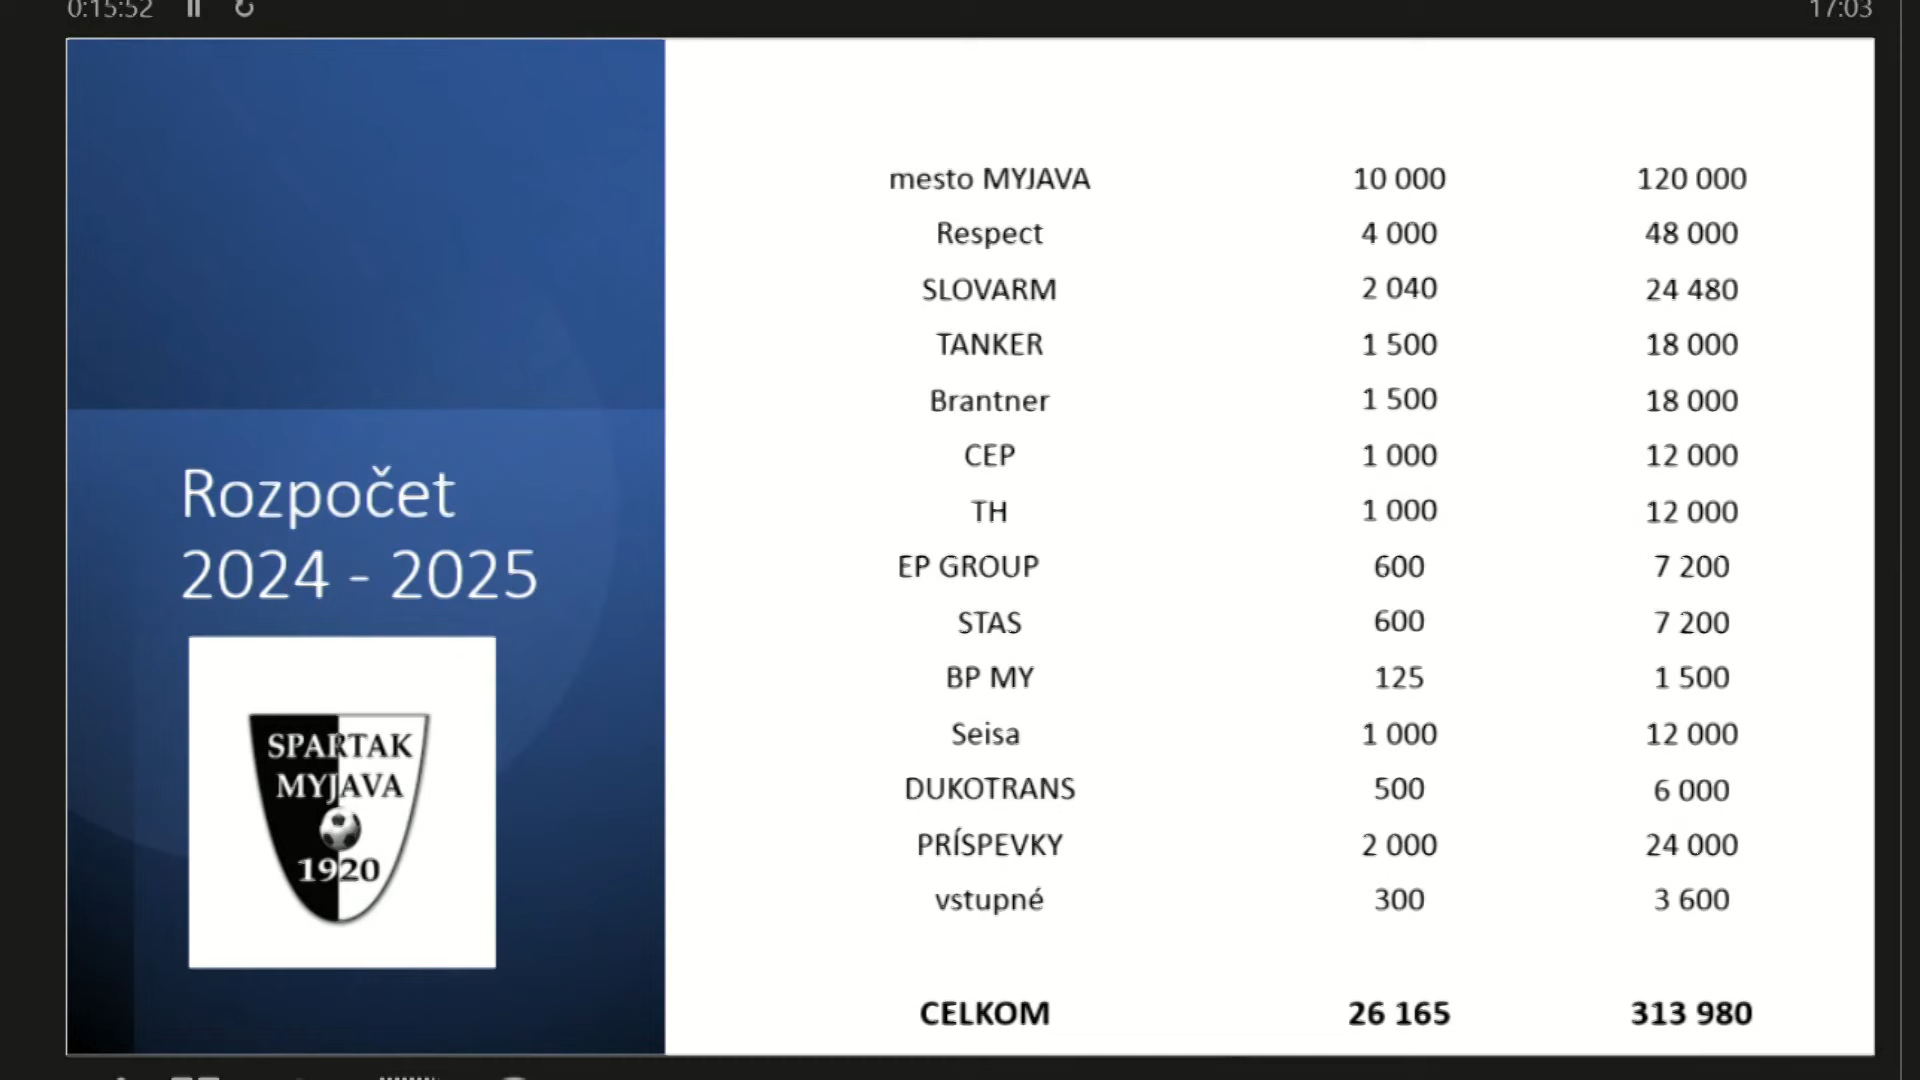 0:15:52 17:03
Rozpočet
2024 - 2025
SPARTAK
MYJAVA
1920
mesto MYJAVA 10 000 120 000
Respect 4 000 48 000
SLOVARM 2 040 24 480
TANKER 1 500 18 000
Brantner 1 500 18 000
CEP 1 000 12 000
TH 1 000 12 000
EP GROUP 600 7 200
STAS 600 7 200
BP MY 125 1 500
Seisa 1 000 12 000
DUKOTRANS 500 6 000
PRÍSPEVKY 2 000 24 000
vstupné 300 3 600
CELKOM 26 165 313 980